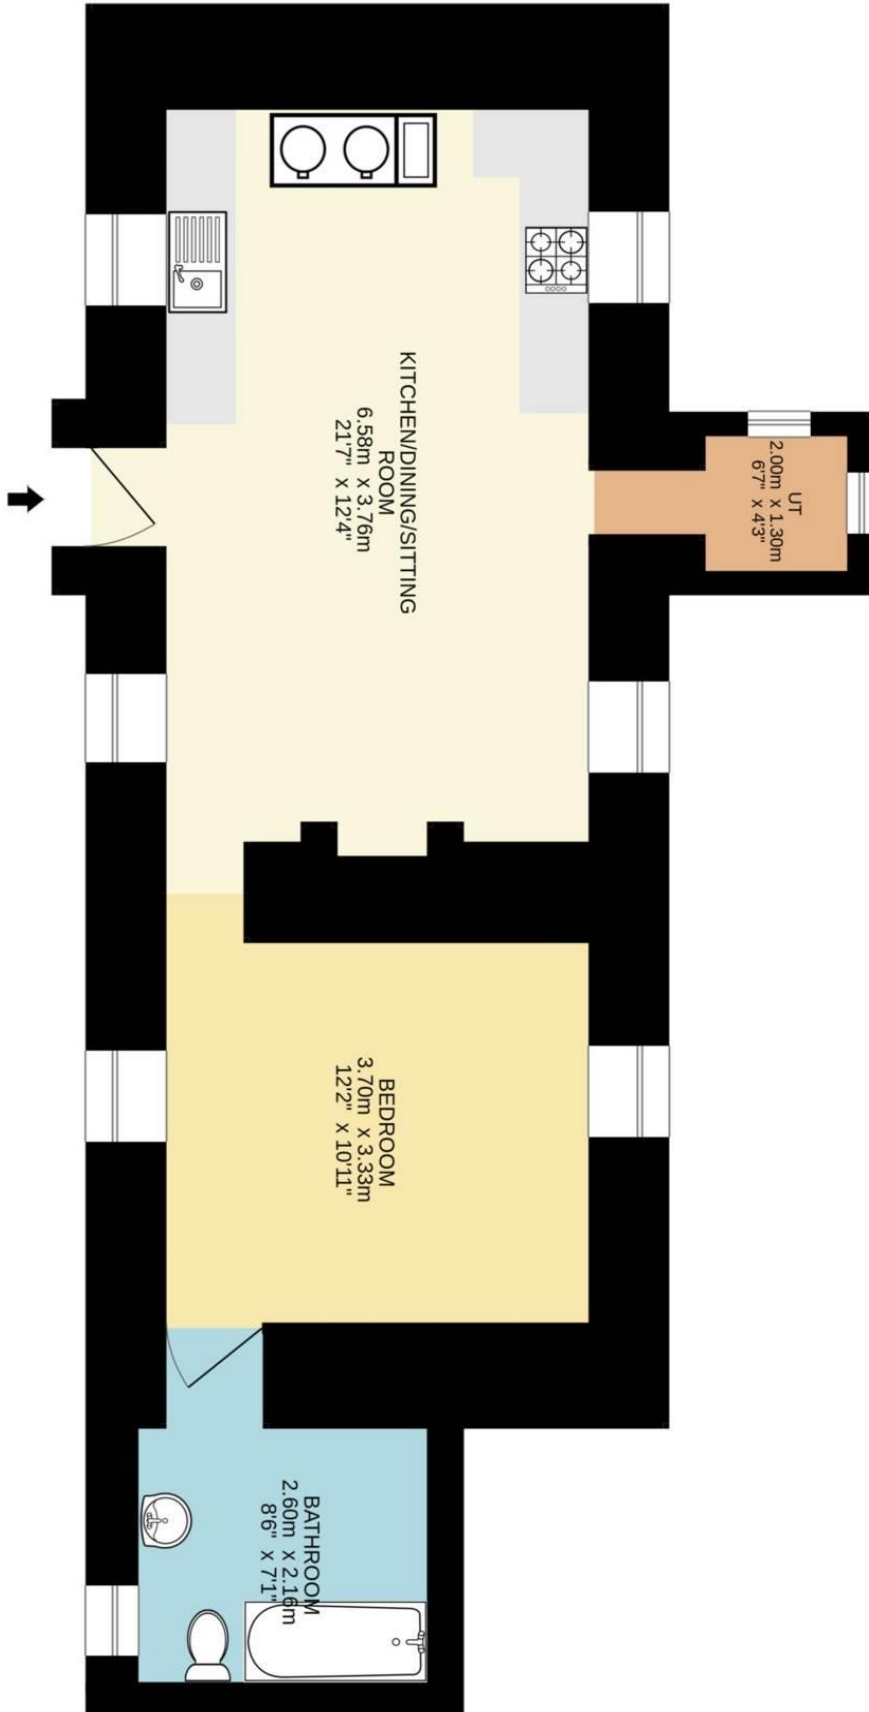 KITCHEN/DINING/SITTING
ROOM
6.58m x 3.76m
21'7" x 12'4"
UT
2.00m x 1.30m
6'7" x 4'3"
BEDROOM
3.70m x 3.33m
12'2" x 10'11"
BATHROOM
2.60m x 2.16m
8'6" x 7'1"